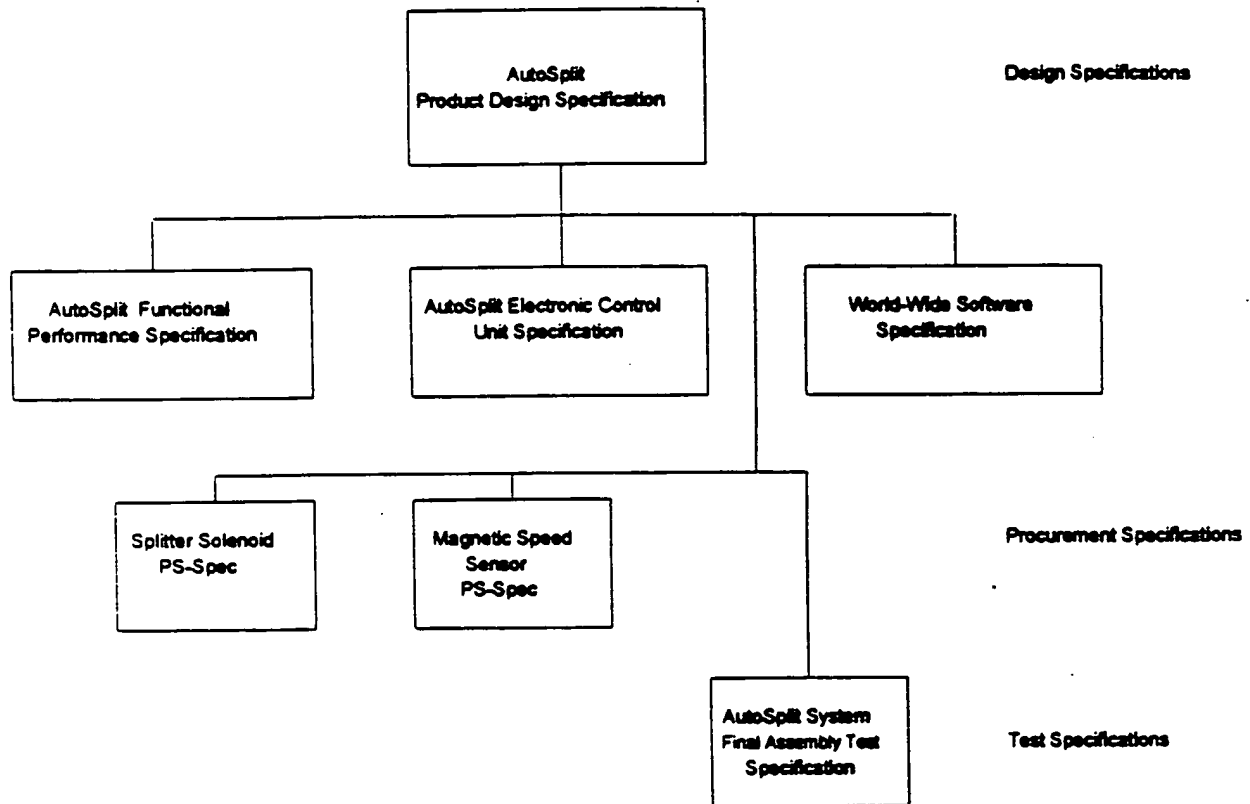 AutoSplit
Product Design Specification
Design Specifications
AutoSplit Functional
Performance Specification
AutoSplit Electronic Control
Unit Specification
World-Wide Software
Specification
Splitter Solenoid
PS-Spec
Magnetic Speed
Sensor
PS-Spec
Procurement Specifications
AutoSplit System
Final Assembly Test
Specification
Test Specifications